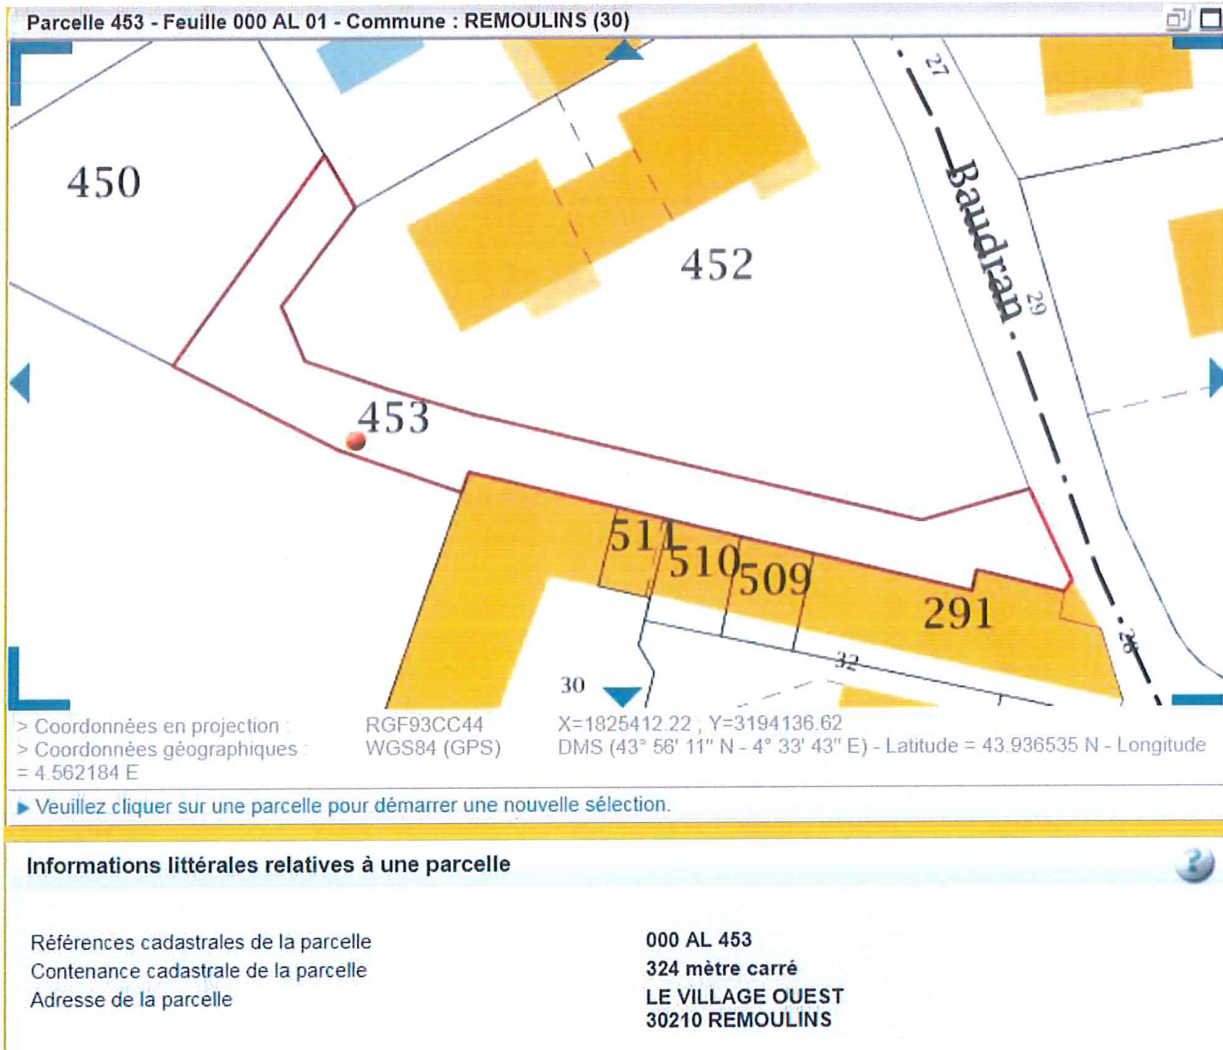 Parcelle 453 - Feuille 000 AL 01 - Commune : REMOULINS (30)
27
450
Baudran
452
29
453
511
510
509
291
28
32
30
> Coordonnées en projection : RGF93CC44 X=1825412.22 ; Y=3194136.62
> Coordonnées géographiques : WGS84 (GPS) DMS (43° 56' 11" N - 4° 33' 43" E) - Latitude = 43.936535 N - Longitude
= 4.562184 E
Veuillez cliquer sur une parcelle pour démarrer une nouvelle sélection.
Informations littérales relatives à une parcelle
?
Références cadastrales de la parcelle 000 AL 453
Contenance cadastrale de la parcelle 324 mètre carré
Adresse de la parcelle LE VILLAGE OUEST
30210 REMOULINS